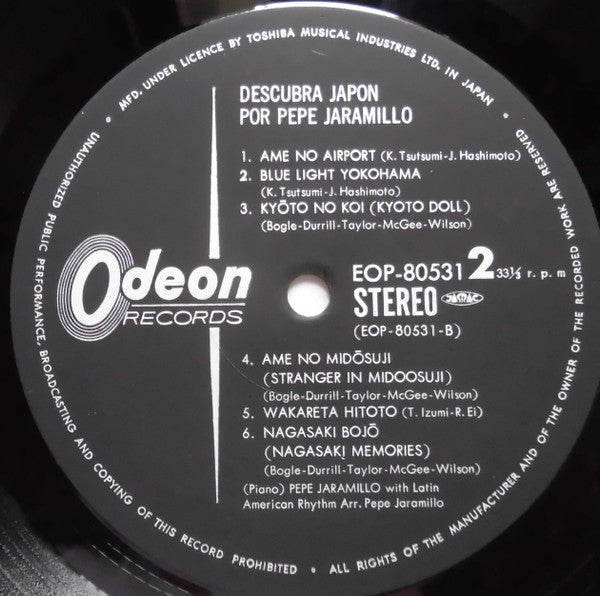 MFD. UNDER LICENCE BY TOSHIBA MUSICAL INDUSTRIES LTD. IN JAPAN •
DESCUBRA JAPON
POR PEPE JARAMILLO
1. AME NO AIRPORT (K. Tsutsumi-J. Hashimoto)
2. BLUE LIGHT YOKOHAMA
(K. Tsutsumi-J. Hashimoto)
3. KYŌTO NO KOI (KYOTO DOLL)
(Bogle-Durrill-Taylor-McGee-Wilson)
Odeon
RECORDS
EOP-80531 2 33⅓ r. p. m
STEREO JASRAC
(EOP-80531-B)
4. AME NO MIDŌSUJI
(STRANGER IN MIDOOSUJI)
(Bogle-Durrill-Taylor-McGee-Wilson)
5. WAKARETA HITOTO (T. Izumi-R. Ei)
6. NAGASAKI BOJŌ
(NAGASAKI MEMORIES)
(Bogle-Durrill-Taylor-McGee-Wilson)
(Piano) PEPE JARAMILLO with Latin
American Rhythm Arr. Pepe Jaramillo
UNAUTHORIZED PUBLIC PERFORMANCE, BROADCASTING AND COPYING OF THIS RECORD PROHIBITED • ALL RIGHTS OF THE MANUFACTURER AND OF THE OWNER OF THE RECORDED WORK ARE RESERVED